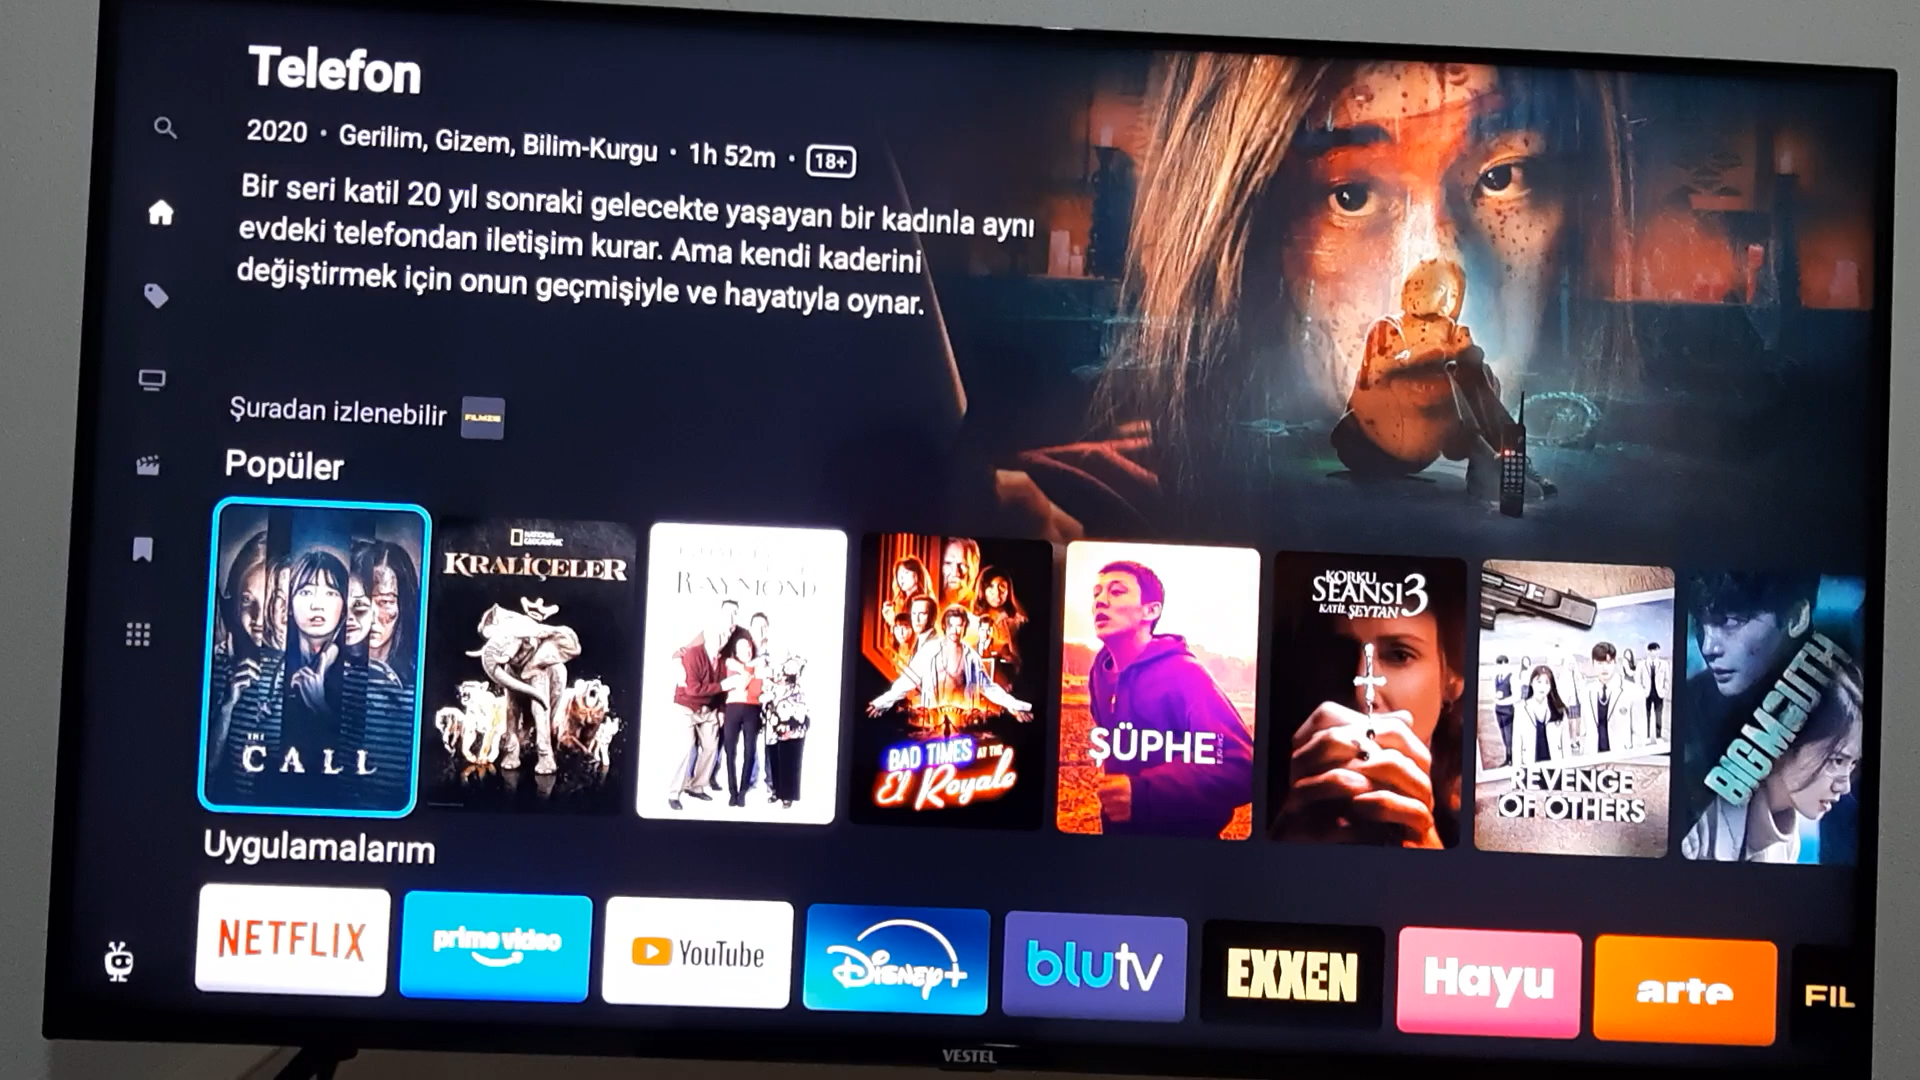 Telefon
2020 • Gerilim, Gizem, Bilim-Kurgu • 1h 52m • 18+
Bir seri katil 20 yıl sonraki gelecekte yaşayan bir kadınla aynı
evdeki telefondan iletişim kurar. Ama kendi kaderini
değiştirmek için onun geçmişiyle ve hayatıyla oynar.
Şuradan izlenebilir FILMZIE
Popüler
THE
CALL
NATIONAL
GEOGRAPHIC
KRALİÇELER
RAYMOND
BAD TIMES AT THE
El Royale
ŞÜPHE
KORKU
SEANSI 3
KATİL ŞEYTAN
REVENGE
OF OTHERS
BIGMOUTH
Uygulamalarım
NETFLIX
prime video
YouTube
Disney+
blutv
EXXEN
Hayu
arte
FIL
VESTEL